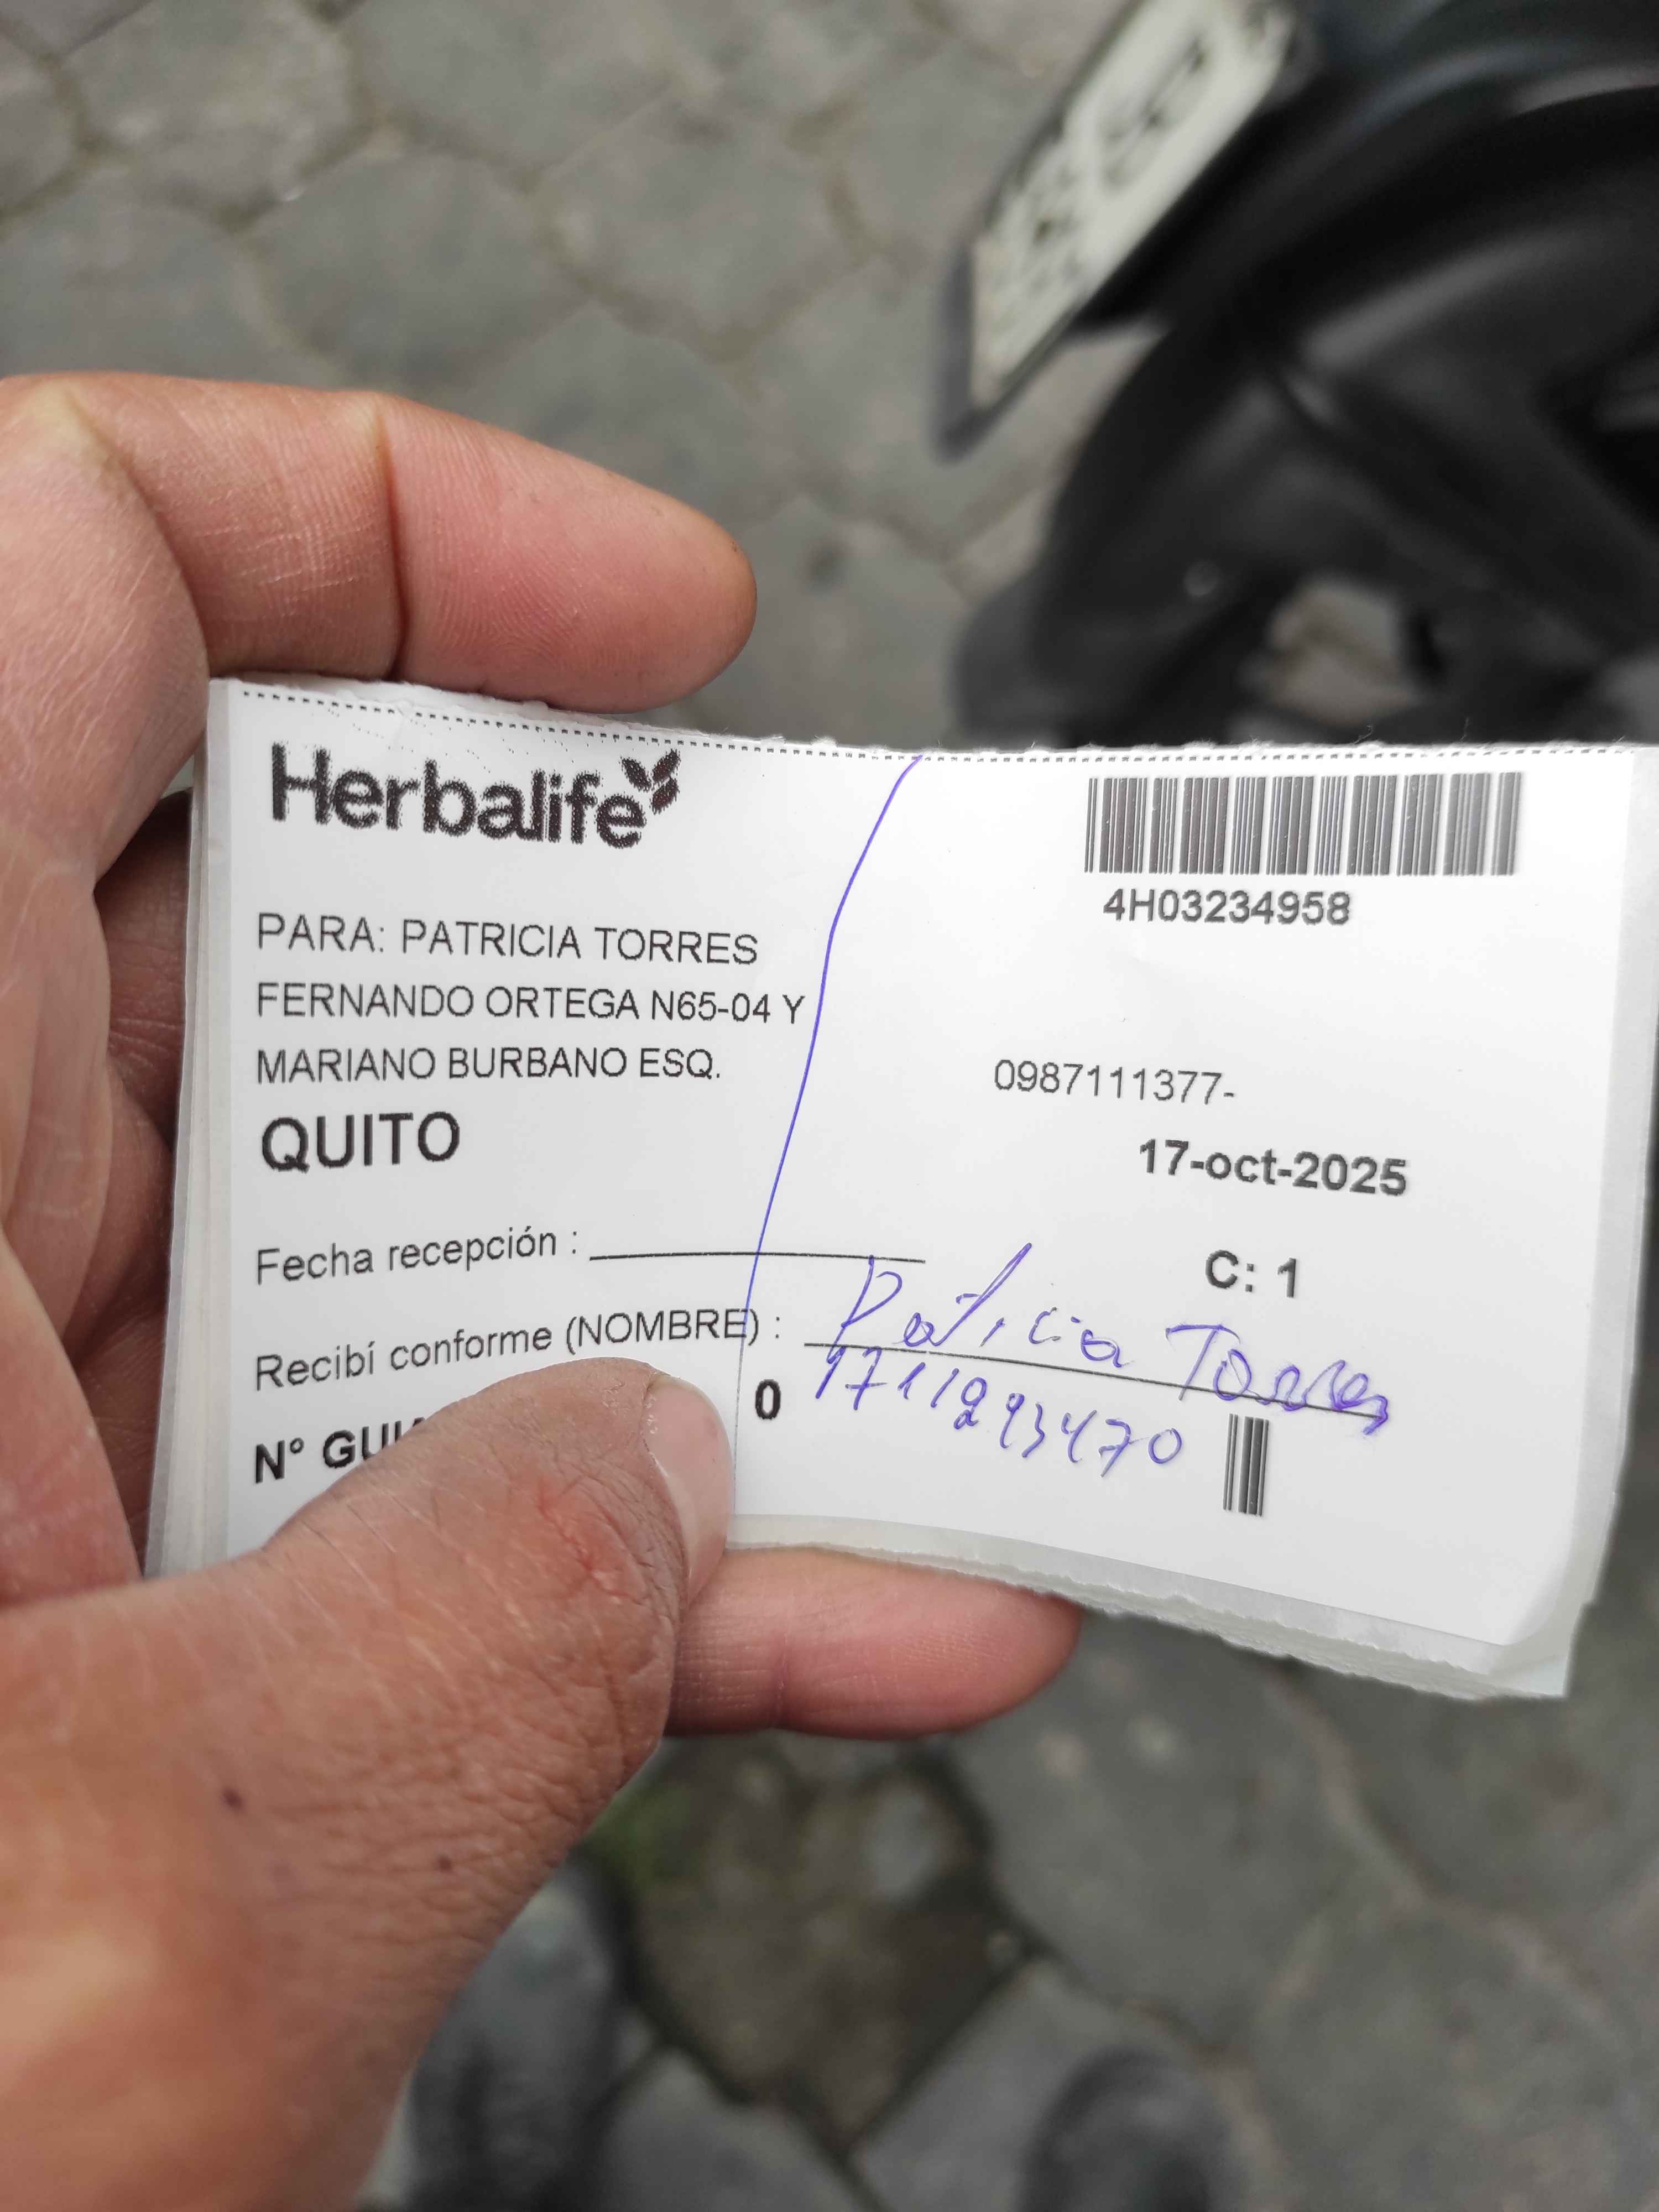 Herbalife
4H03234958
PARA: PATRICIA TORRES
FERNANDO ORTEGA N65-04 Y
MARIANO BURBANO ESQ.
0987111377-
QUITO
17-oct-2025
Fecha recepción :
C: 1
Recibí conforme (NOMBRE) : Patricia Torres
N° 0